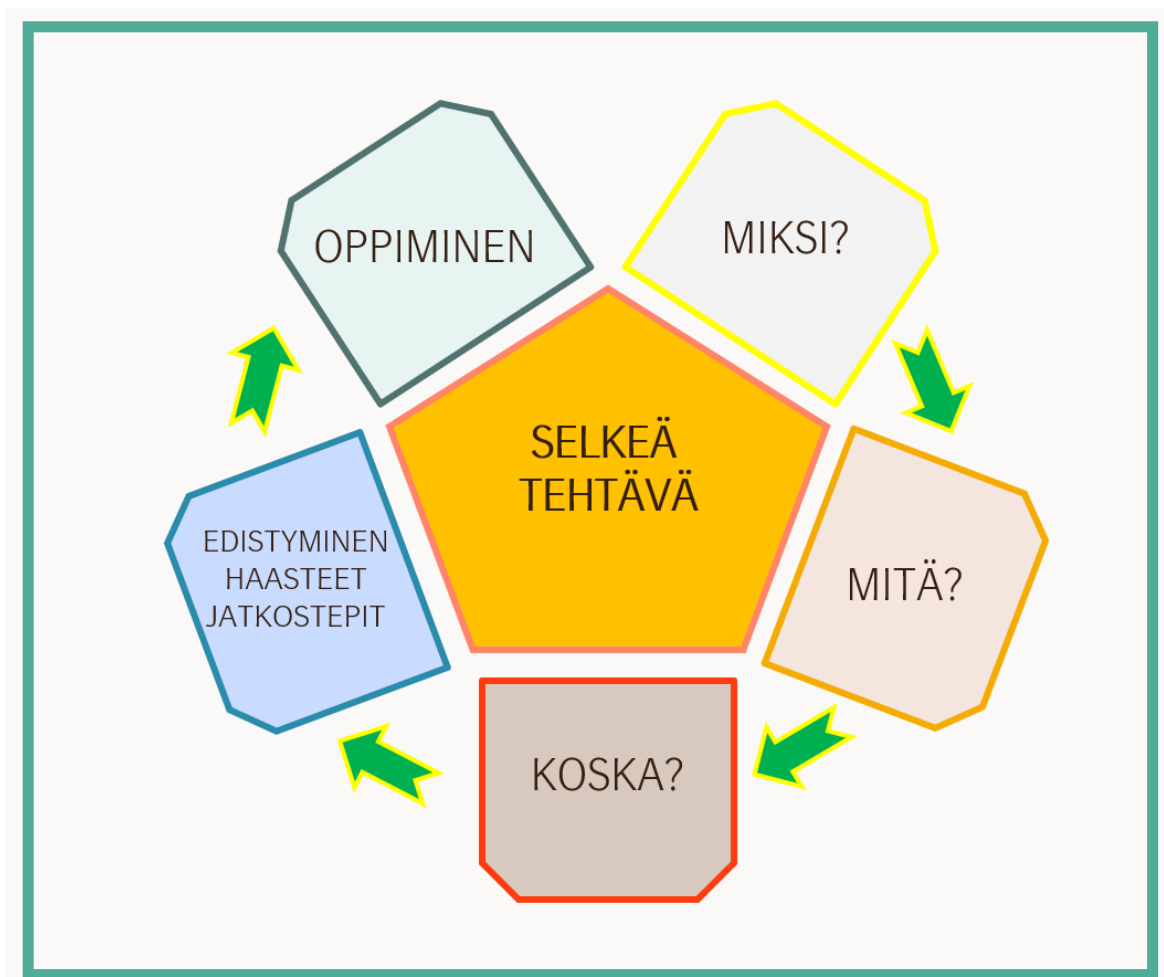 OPPIMINEN
MIKSI?
SELKEÄ
TEHTÄVÄ
MITÄ?
KOSKA?
EDISTYMINEN
HAASTEET
JATKOSTEPIT